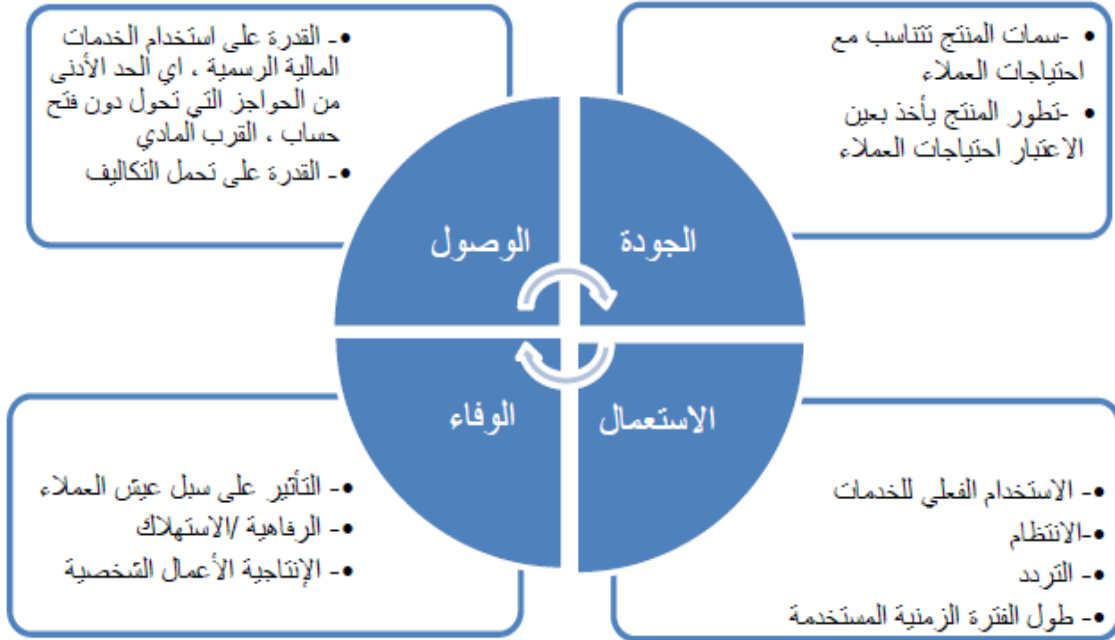 • -سمات المنتج تتناسب مع
احتياجات العملاء
• -تطور المنتج يأخذ بعين
الاعتبار احتياجات العملاء
•- القدرة على استخدام الخدمات
المالية الرسمية ، اي الحد الأدنى
من الحواجز التي تحول دون فتح
حساب ، القرب المادي
•- القدرة على تحمل التكاليف
الجودة
الوصول
الاستعمال
الوفاء
•- الاستخدام الفعلي للخدمات
•-الانتظام
•- التردد
•- طول الفترة الزمنية المستخدمة
•- التأثير على سبل عيش العملاء
•- الرفاهية /الاستهلاك
•- الإنتاجية الأعمال الشخصية